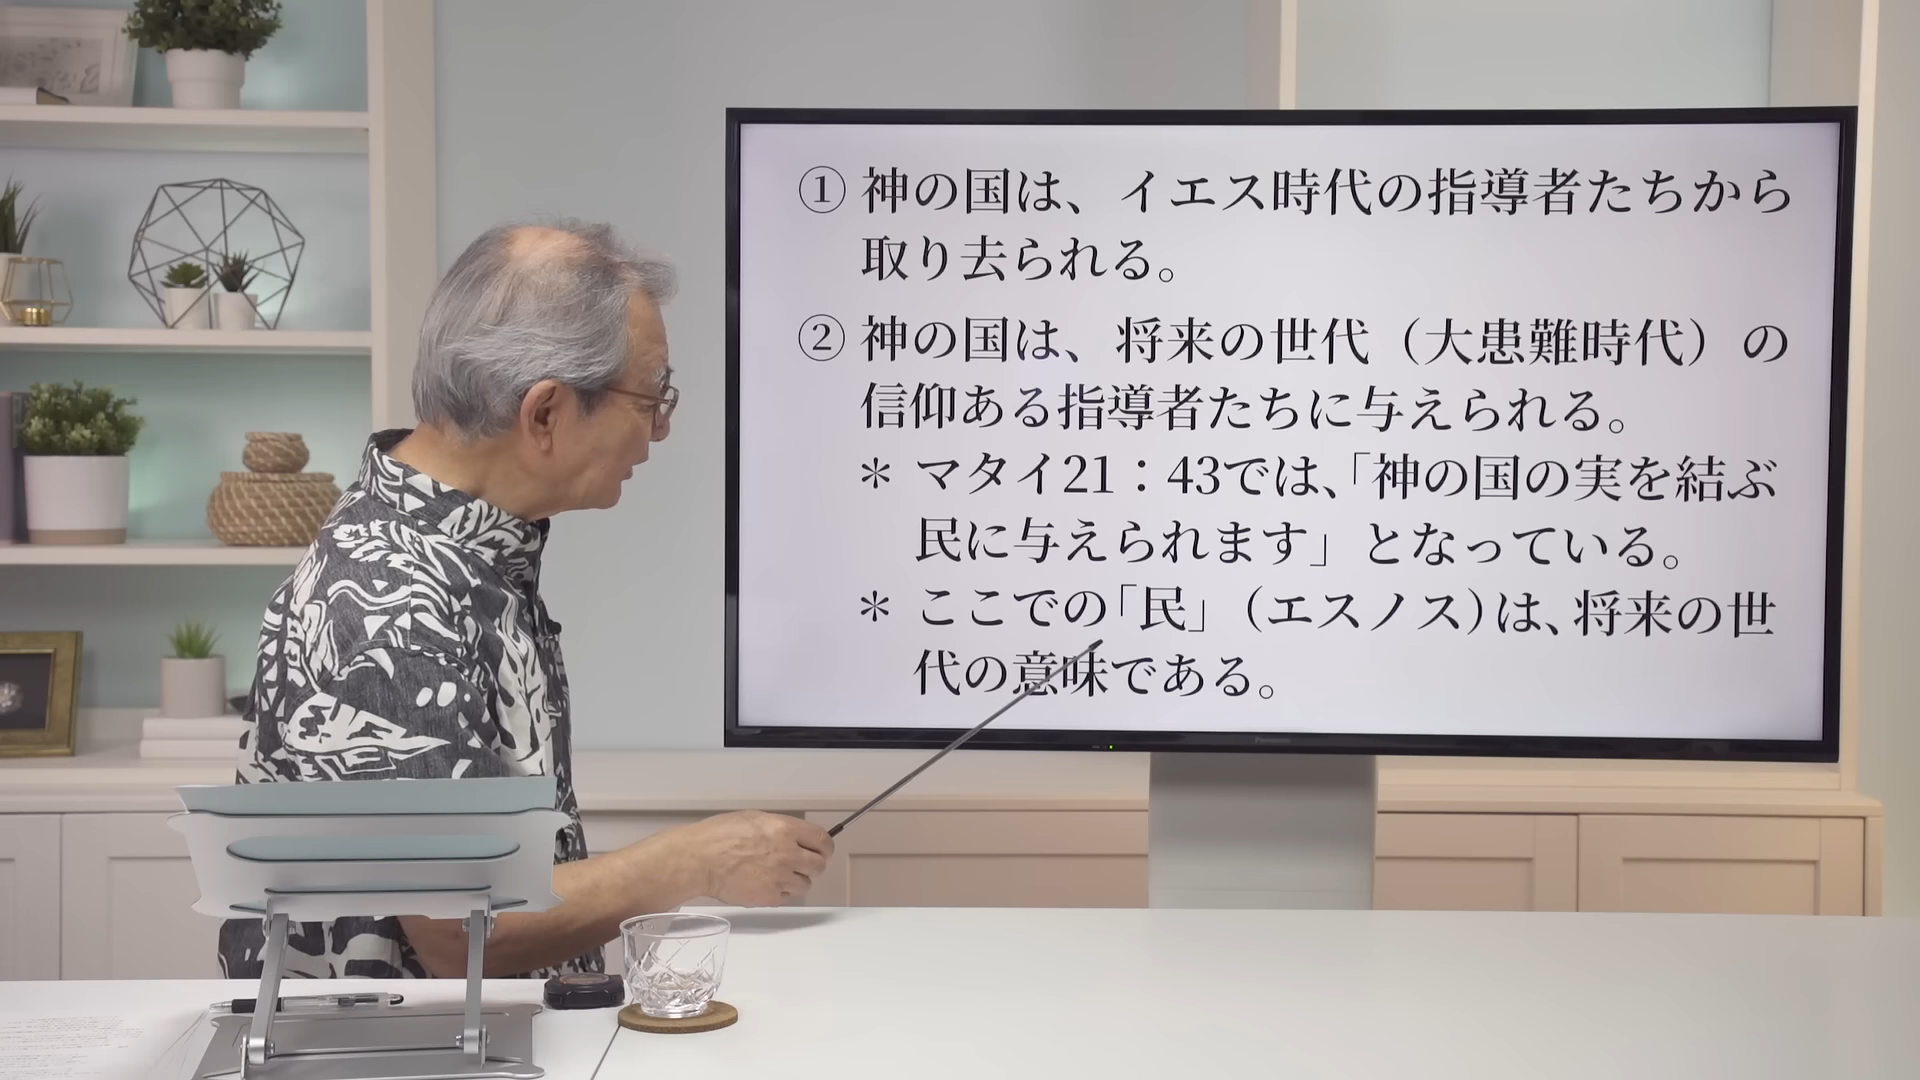 ① 神の国は、イエス時代の指導者たちから
取り去られる。
② 神の国は、将来の世代（大患難時代）の
信仰ある指導者たちに与えられる。
＊ マタイ21：43では、「神の国の実を結ぶ
民に与えられます」となっている。
＊ ここでの「民」（エスノス）は、将来の世
代の意味である。
Panasonic